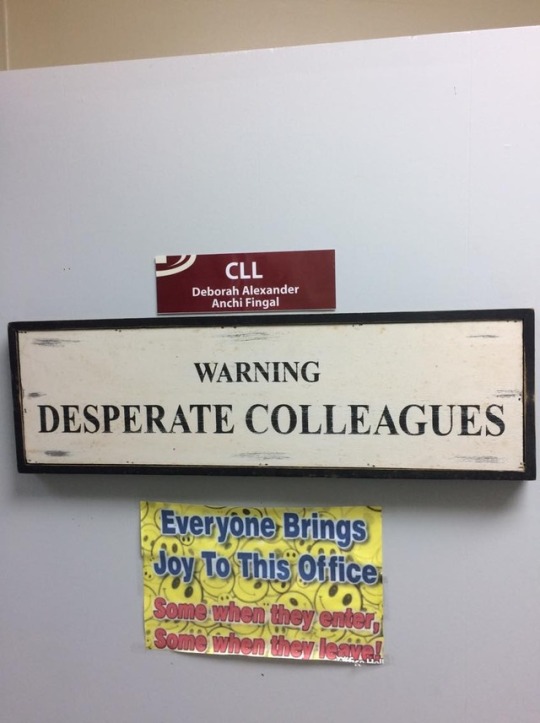 CLL
Deborah Alexander
Anchi Fingal
WARNING
DESPERATE COLLEAGUES
Everyone Brings
Joy To This Office
Some when they enter,
Some when they leave!